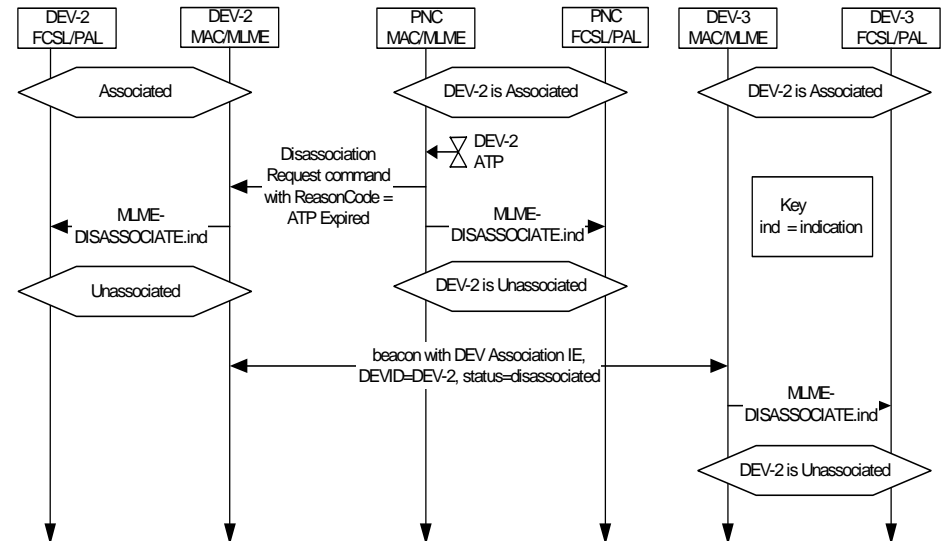 DEV-2
FCSL/PAL
DEV-2
MAC/MLME
PNC
MAC/MLME
PNC
FCSL/PAL
DEV-3
MAC/MLME
DEV-3
FCSL/PAL
Associated
DEV-2 is Associated
DEV-2 is Associated
DEV-2
ATP
Disassociation
Request command
with ReasonCode =
ATP Expired
MLME-
DISASSOCIATE.ind
MLME-
DISASSOCIATE.ind
Key
ind = indication
Unassociated
DEV-2 is Unassociated
beacon with DEV Association IE,
DEVID=DEV-2, status=disassociated
MLME-
DISASSOCIATE.ind
DEV-2 is Unassociated